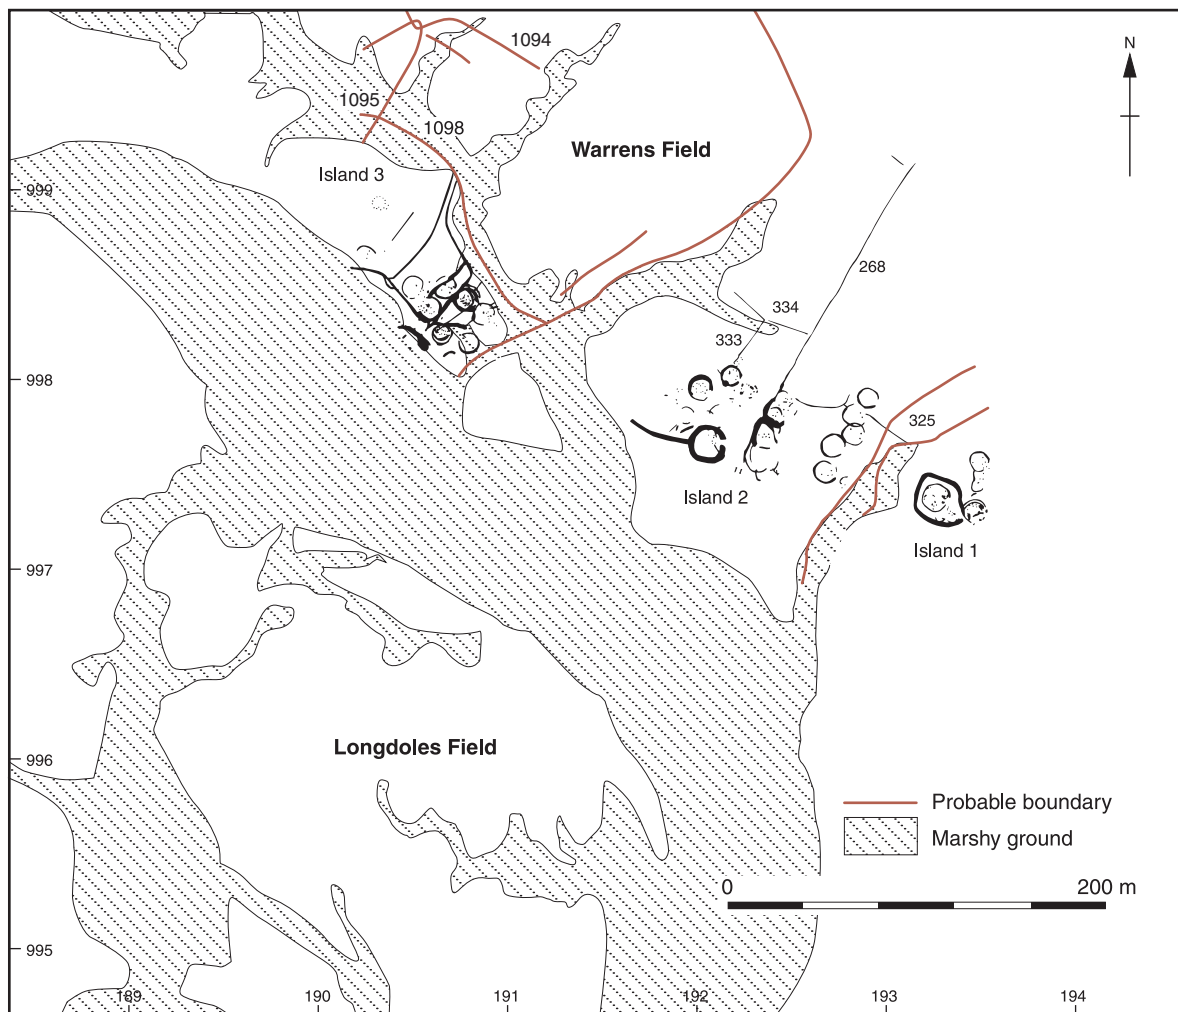 1094
N
1095
1098
Warrens Field
Island 3
999
268
334
333
998
325
Island 2
Island 1
997
Longdoles Field
996
Probable boundary
Marshy ground
0 200 m
995
189 190 191 192 193 194